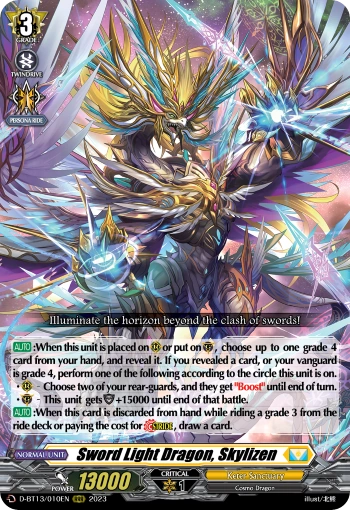 3
GRADE
TWINDRIVE
PERSONA RIDE
Illuminate the horizon beyond the clash of swords!
AUTO:When this unit is placed on or put on , choose up to one grade 4
card from your hand, and reveal it. If you revealed a card, or your vanguard
is grade 4, perform one of the following according to the circle this unit is on.
・ Choose two of your rear-guards, and they get "Boost" until end of turn.
・ This unit gets +15000 until end of that battle.
AUTO:When this card is discarded from hand while riding a grade 3 from the
ride deck or paying the cost for RIDE, draw a card.
NORMAL UNIT
Sword Light Dragon, Skylizen
POWER 13000
CRITICAL
1
Keter Sanctuary
Cosmo Dragon
D-BT13/010EN RRR 2023
illust/北熊